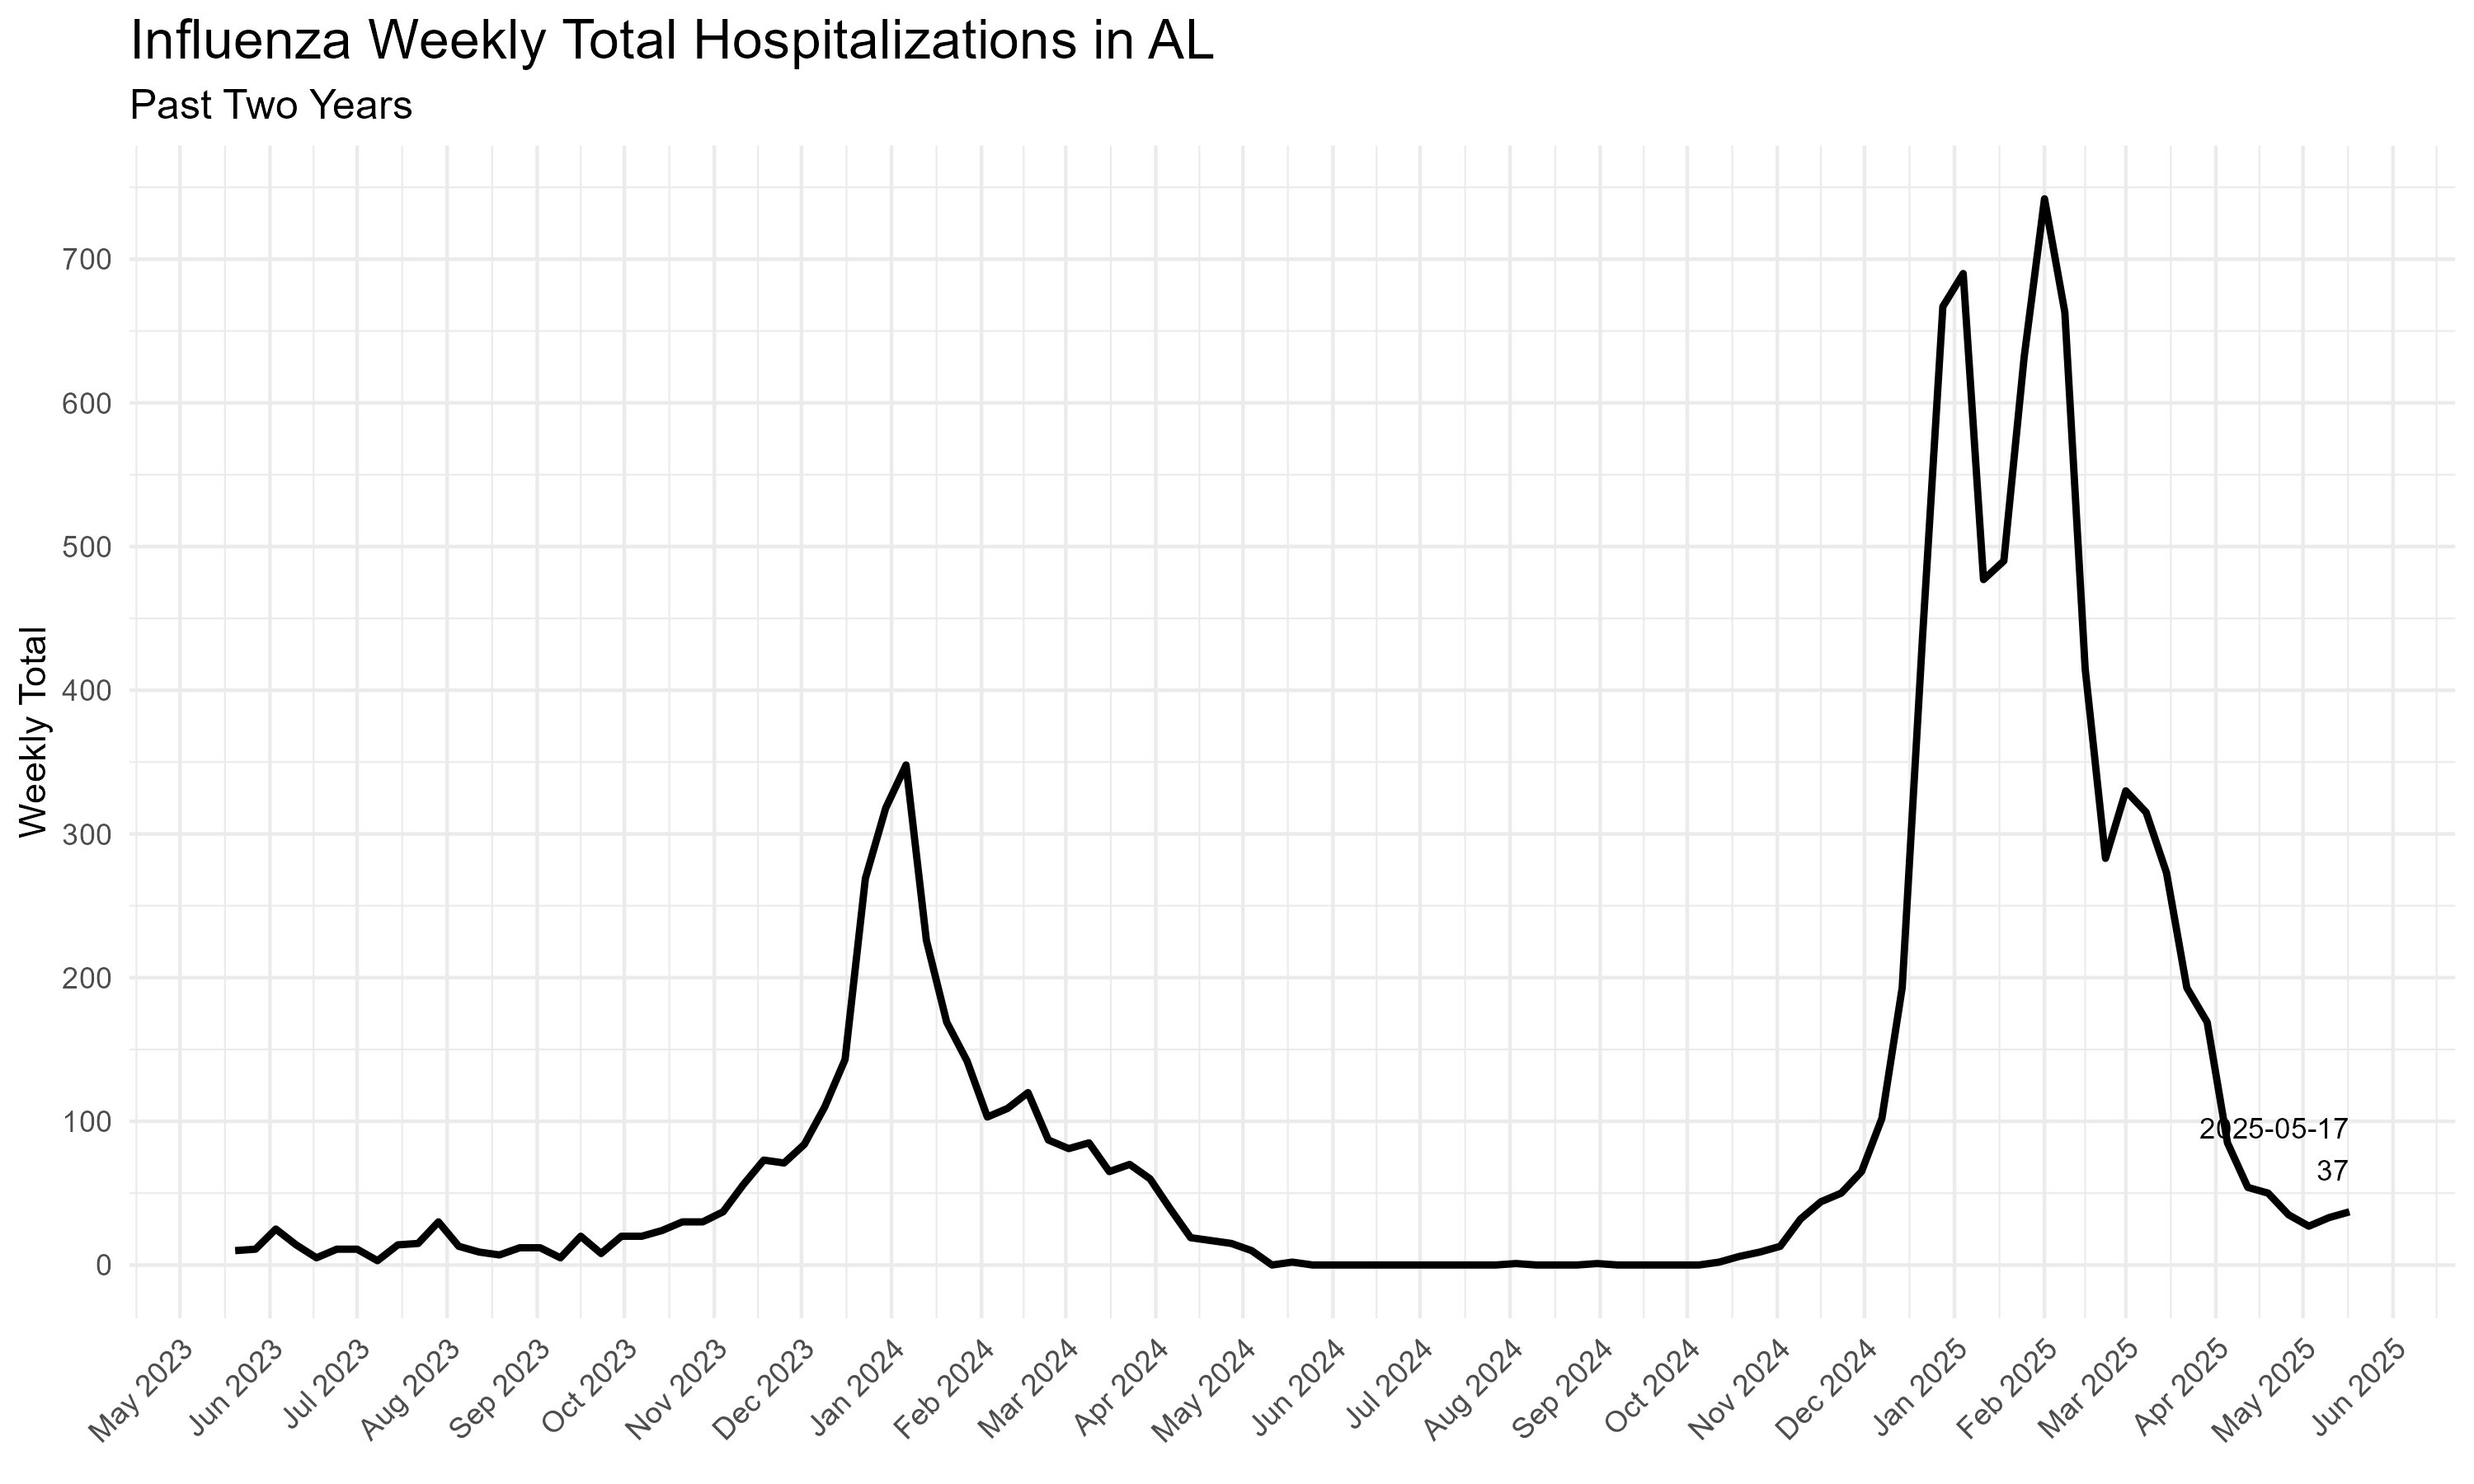 Influenza Weekly Total Hospitalizations in AL
Past Two Years
Weekly Total
700
600
500
400
300
200
100
0
2025-05-17
37
May 2023
Jun 2023
Jul 2023
Aug 2023
Sep 2023
Oct 2023
Nov 2023
Dec 2023
Jan 2024
Feb 2024
Mar 2024
Apr 2024
May 2024
Jun 2024
Jul 2024
Aug 2024
Sep 2024
Oct 2024
Nov 2024
Dec 2024
Jan 2025
Feb 2025
Mar 2025
Apr 2025
May 2025
Jun 2025